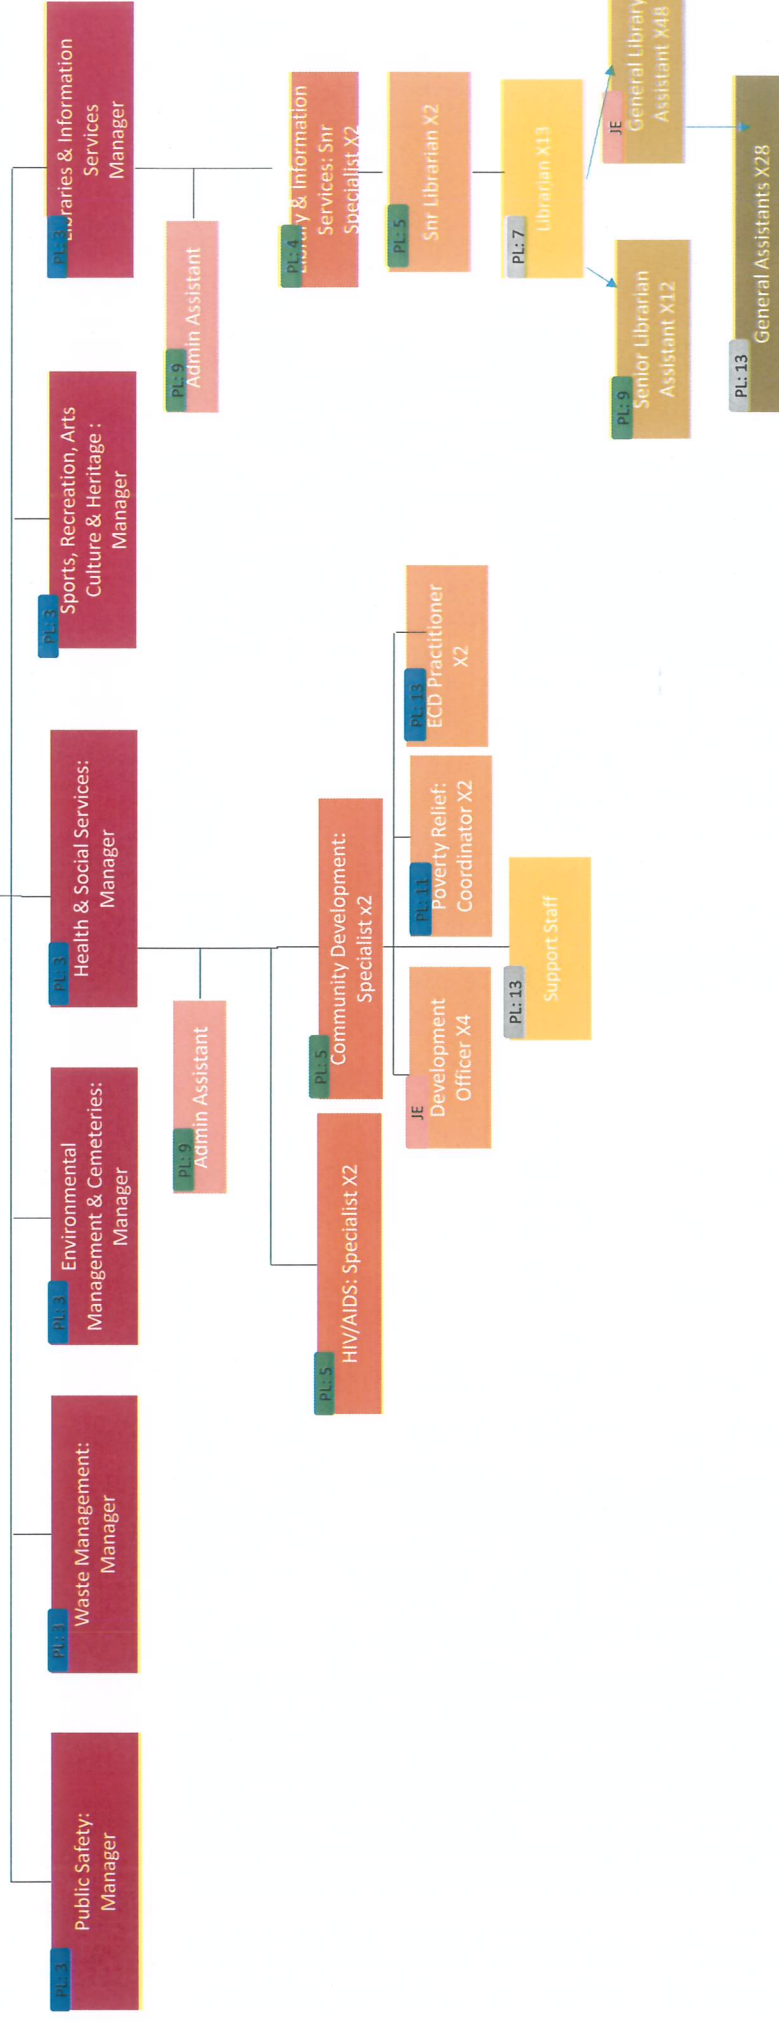 PL: 3
Public Safety:
Manager
PL: 3
Waste Management:
Manager
PL: 3
Environmental
Management & Cemeteries:
Manager
PL: 3
Health & Social Services:
Manager
PL: 3
Sports, Recreation, Arts
Culture & Heritage :
Manager
PL: 3
Libraries & Information
Services
Manager
PL: 9
Admin Assistant
PL: 9
Admin Assistant
PL: 5
HIV/AIDS: Specialist X2
PL: 5
Community Development:
Specialist x2
PL: 4
Library & Information
Services: Snr
Specialist X2
JE
Development
Officer X4
PL: 11
Poverty Relief:
Coordinator X2
PL: 13
ECD Practitioner
X2
PL: 5
Snr Librarian X2
PL: 13
Support Staff
PL: 7
Librarian X13
PL: 9
Senior Librarian
Assistant X12
JE
General Library
Assistant X48
PL: 13
General Assistants X28